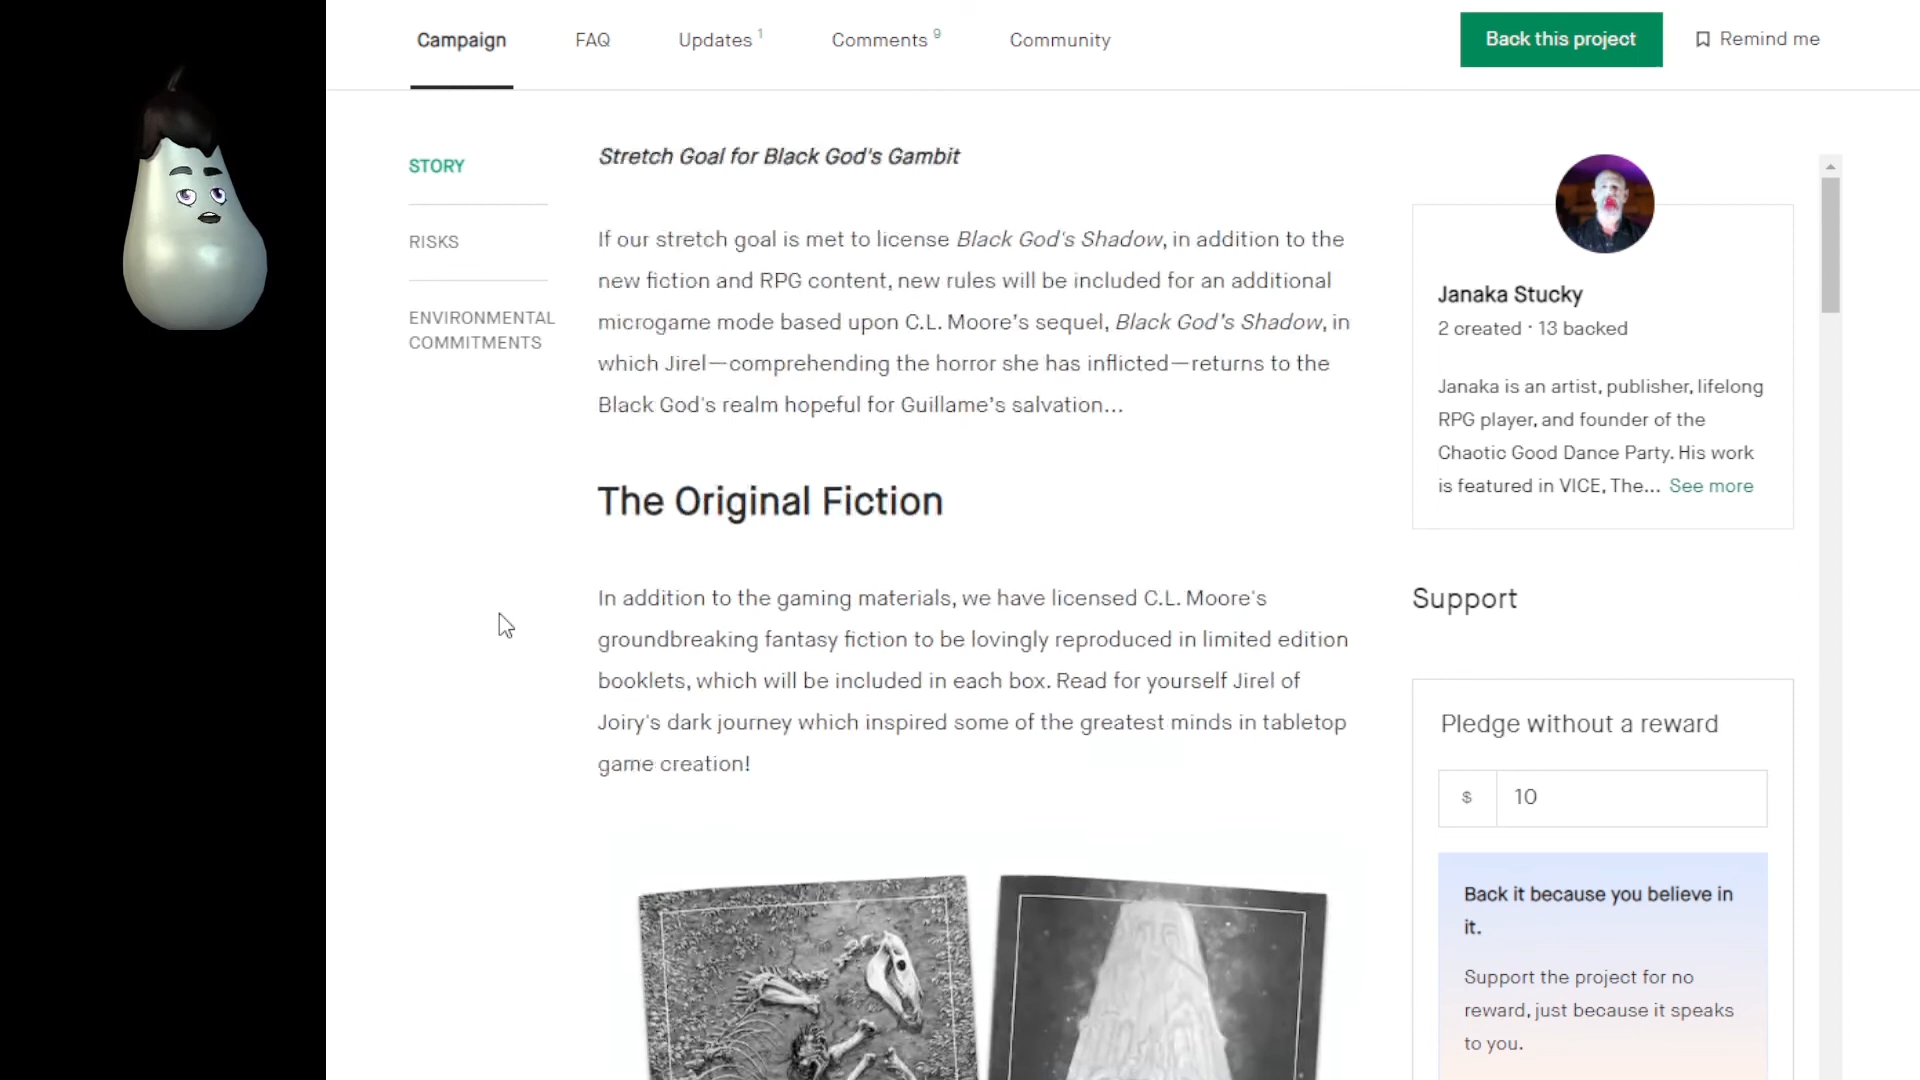 Campaign
FAQ
Updates 1
Comments 9
Community
Back this project
Remind me
STORY
RISKS
ENVIRONMENTAL
COMMITMENTS
Stretch Goal for Black God's Gambit
If our stretch goal is met to license Black God's Shadow, in addition to the
new fiction and RPG content, new rules will be included for an additional
microgame mode based upon C.L. Moore's sequel, Black God's Shadow, in
which Jirel—comprehending the horror she has inflicted—returns to the
Black God's realm hopeful for Guillame's salvation...
The Original Fiction
In addition to the gaming materials, we have licensed C.L. Moore's
groundbreaking fantasy fiction to be lovingly reproduced in limited edition
booklets, which will be included in each box. Read for yourself Jirel of
Joiry's dark journey which inspired some of the greatest minds in tabletop
game creation!
Janaka Stucky
2 created · 13 backed
Janaka is an artist, publisher, lifelong
RPG player, and founder of the
Chaotic Good Dance Party. His work
is featured in VICE, The... See more
Support
Pledge without a reward
$ 10
Back it because you believe in
it.
Support the project for no
reward, just because it speaks
to you.